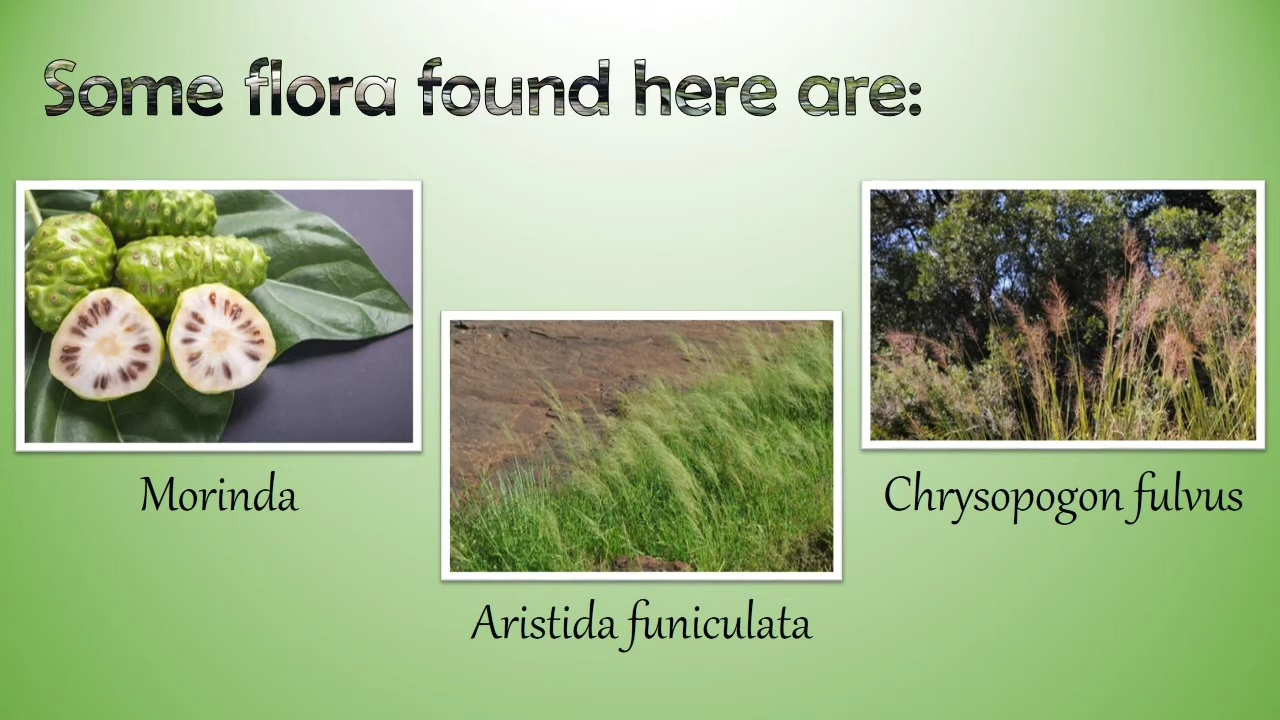 Some flora found here are:
Morinda
Chrysopogon fulvus
Aristida funiculata